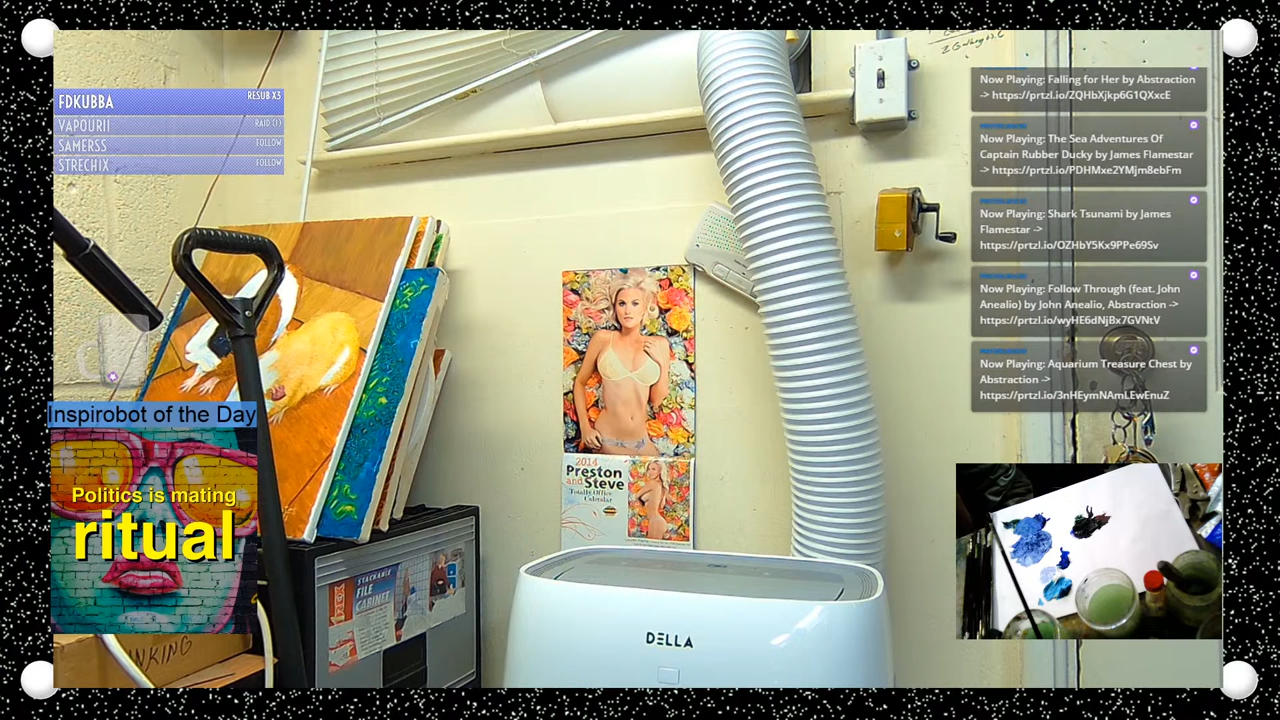 FDKUBBA
RESUB X3
VAPOURII
RAID (1)
SAMERSS
FOLLOW
STRECHIX
FOLLOW
Inspirobot of the Day
Politics is mating
ritual
STACKABLE
FILE
CABINET
2014
Preston
and Steve
Totally Office
Calendar
DELLA
Now Playing: Falling for Her by Abstraction
-> https://prtzl.io/ZQHbXjkp6G1QXxcE
Now Playing: The Sea Adventures Of
Captain Rubber Ducky by James Flamestar
-> https://prtzl.io/PDHMxe2YMjm8ebFm
Now Playing: Shark Tsunami by James
Flamestar ->
https://prtzl.io/OZHbY5Kx9PPe69Sv
Now Playing: Follow Through (feat. John
Anealio) by John Anealio, Abstraction ->
https://prtzl.io/wyHE6dNjBx7GVNtV
Now Playing: Aquarium Treasure Chest by
Abstraction ->
https://prtzl.io/3nHEymNAmLEwEnuZ